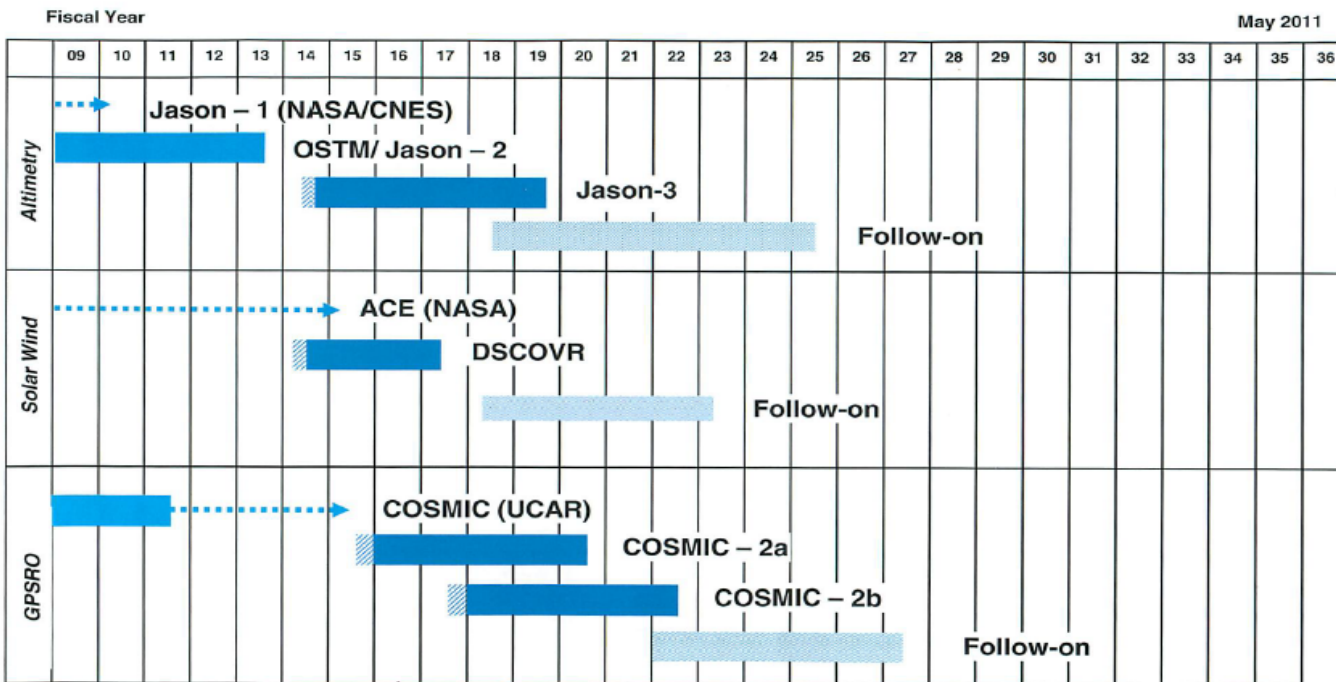 Fiscal Year
May 2011
09 10 11 12 13 14 15 16 17 18 19 20 21 22 23 24 25 26 27 28 29 30 31 32 33 34 35 36
Altimetry
Jason – 1 (NASA/CNES)
OSTM/ Jason – 2
Jason-3
Follow-on
Solar Wind
ACE (NASA)
DSCOVR
Follow-on
GPSRO
COSMIC (UCAR)
COSMIC – 2a
COSMIC – 2b
Follow-on